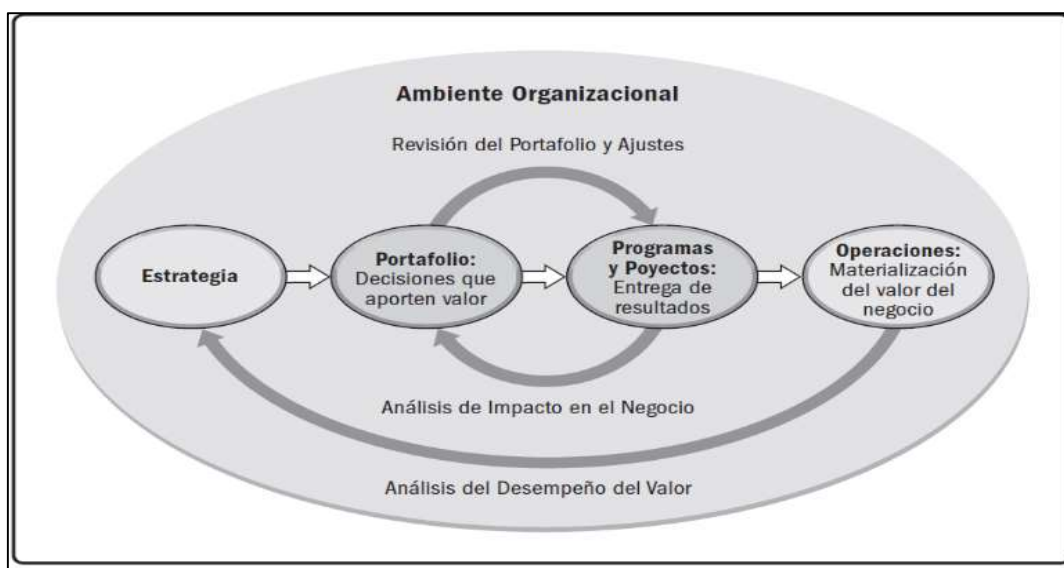 Ambiente Organizacional
Revisión del Portafolio y Ajustes
Estrategia
Portafolio:
Decisiones que
aporten valor
Programas
y Poyectos:
Entrega de
resultados
Operaciones:
Materialización
del valor del
negocio
Análisis de Impacto en el Negocio
Análisis del Desempeño del Valor